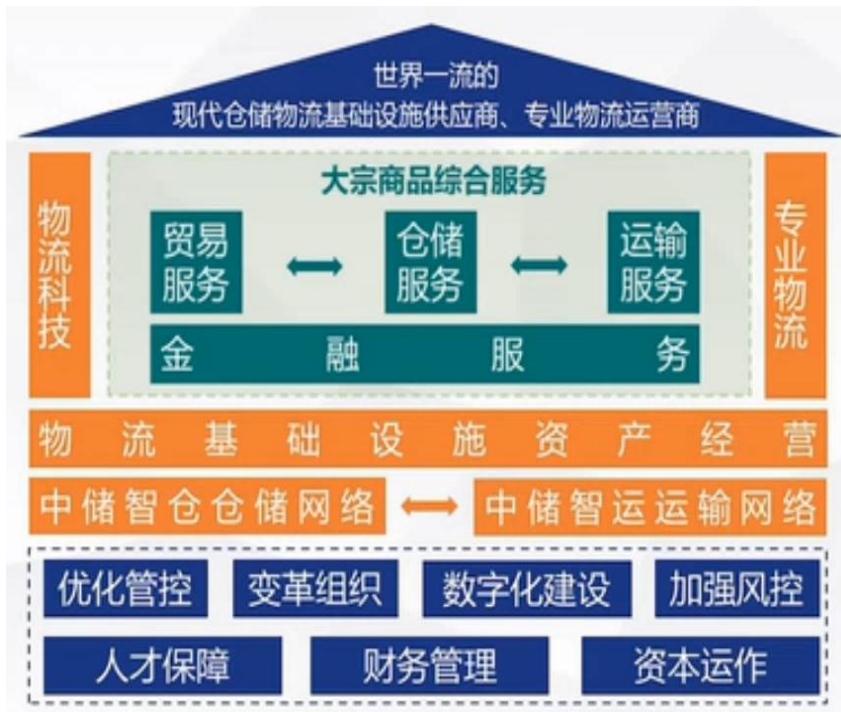 世界一流的
现代仓储物流基础设施供应商、专业物流运营商
物流科技
大宗商品综合服务
贸易服务
仓储服务
运输服务
金融服务
专业物流
物流基础设施资产经营
中储智仓仓储网络
中储智运运输网络
优化管控
变革组织
数字化建设
加强风控
人才保障
财务管理
资本运作